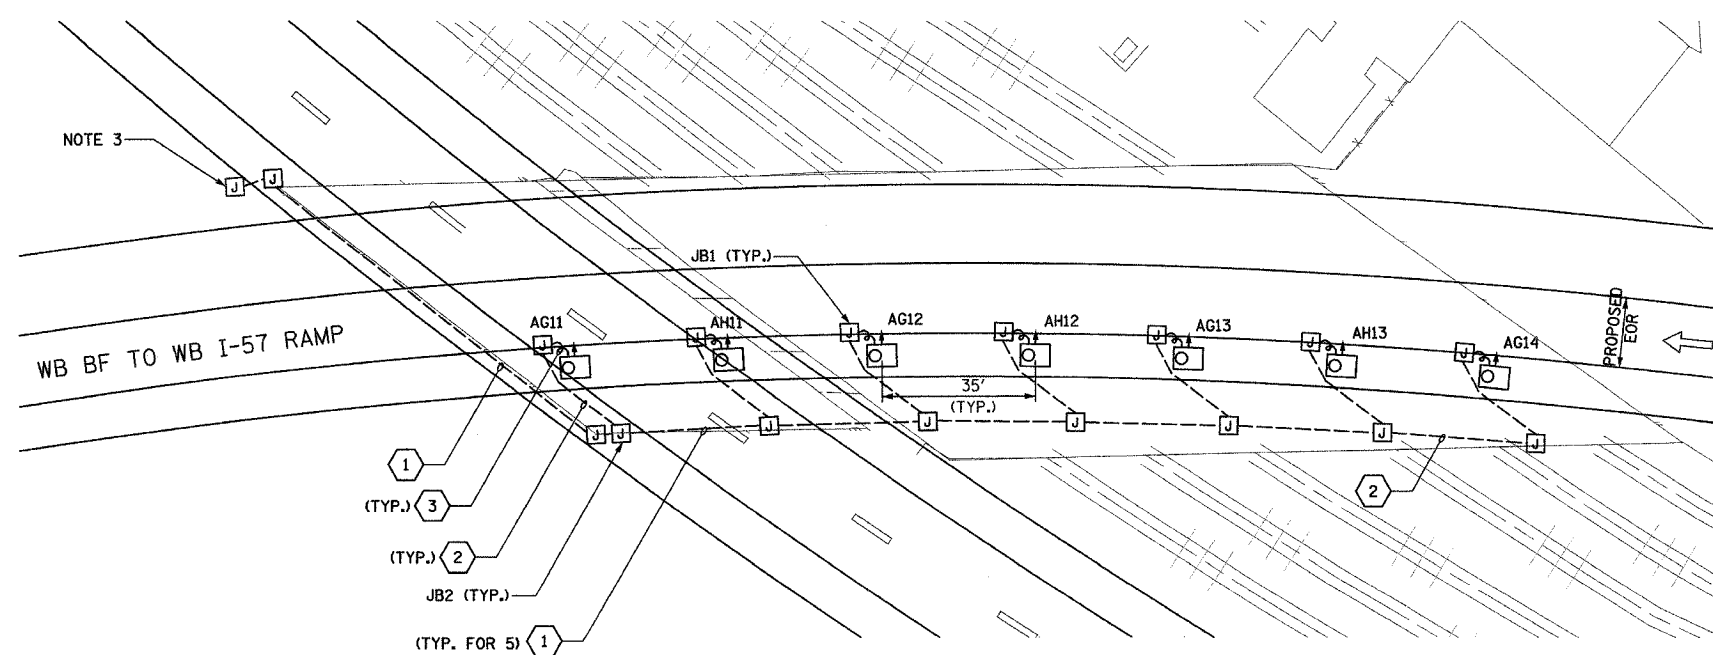 NOTE 3
J
J
JB1 (TYP.)
PROPOSED
EOR
WB BF TO WB I-57 RAMP
J
AG11
J
AH11
J
AG12
J
AH12
J
AG13
J
AH13
J
AG14
35'
(TYP.)
J
J
J
J
J
J
J
J
1
(TYP.) 3
2
(TYP.) 2
JB2 (TYP.)
(TYP. FOR 5) 1